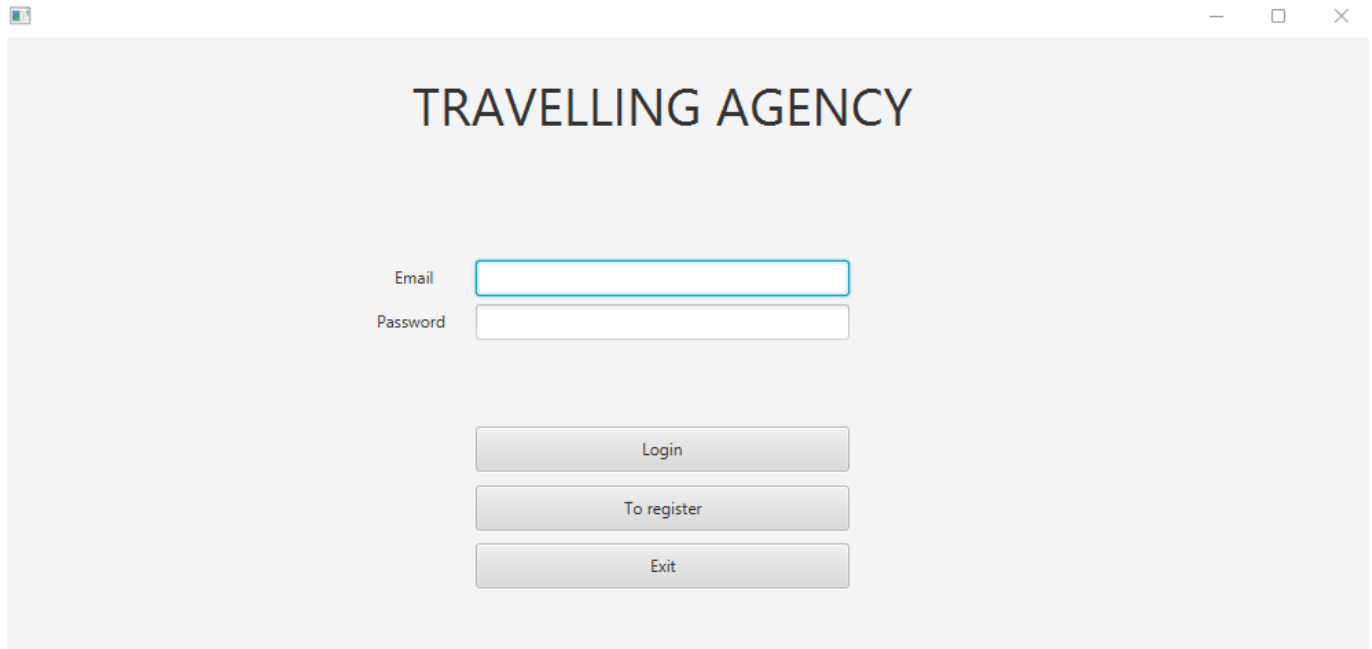 TRAVELLING AGENCY
Email
Password
Login
To register
Exit